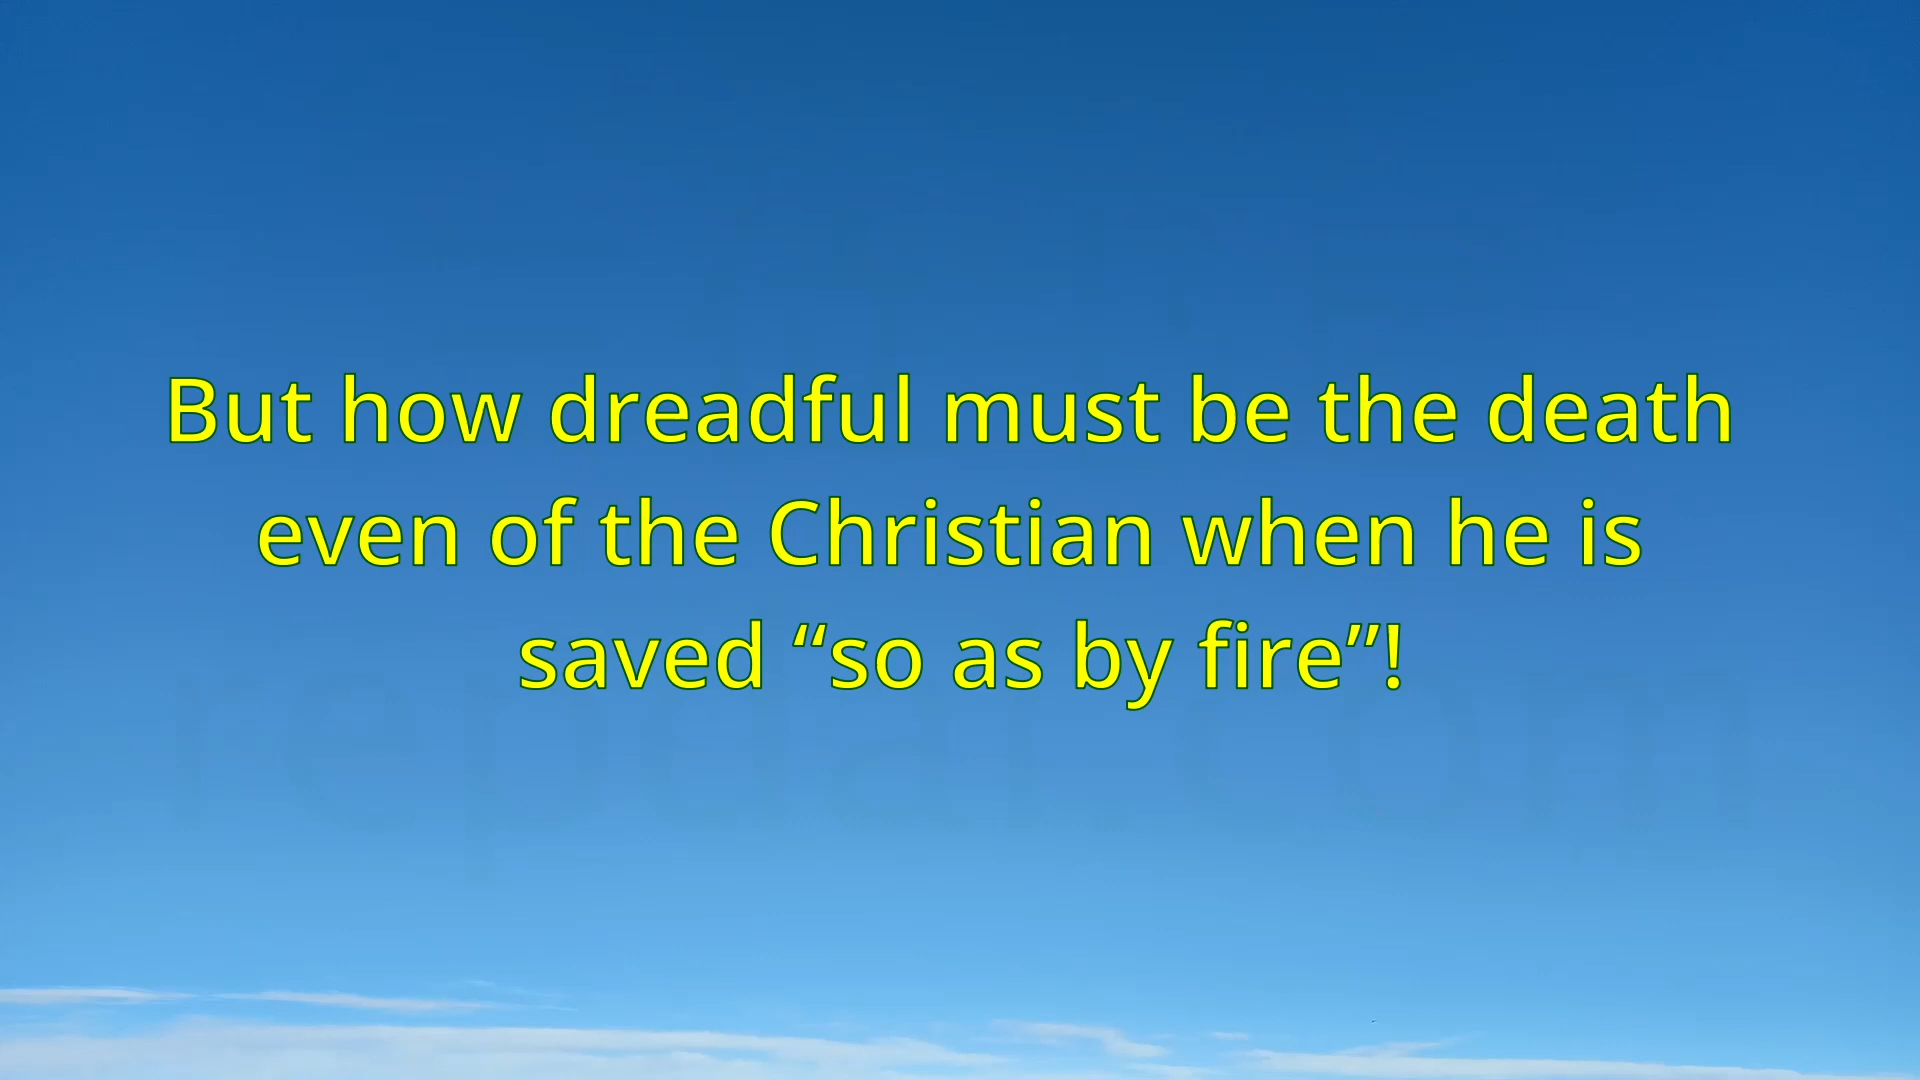 But how dreadful must be the death
even of the Christian when he is
saved “so as by fire”!